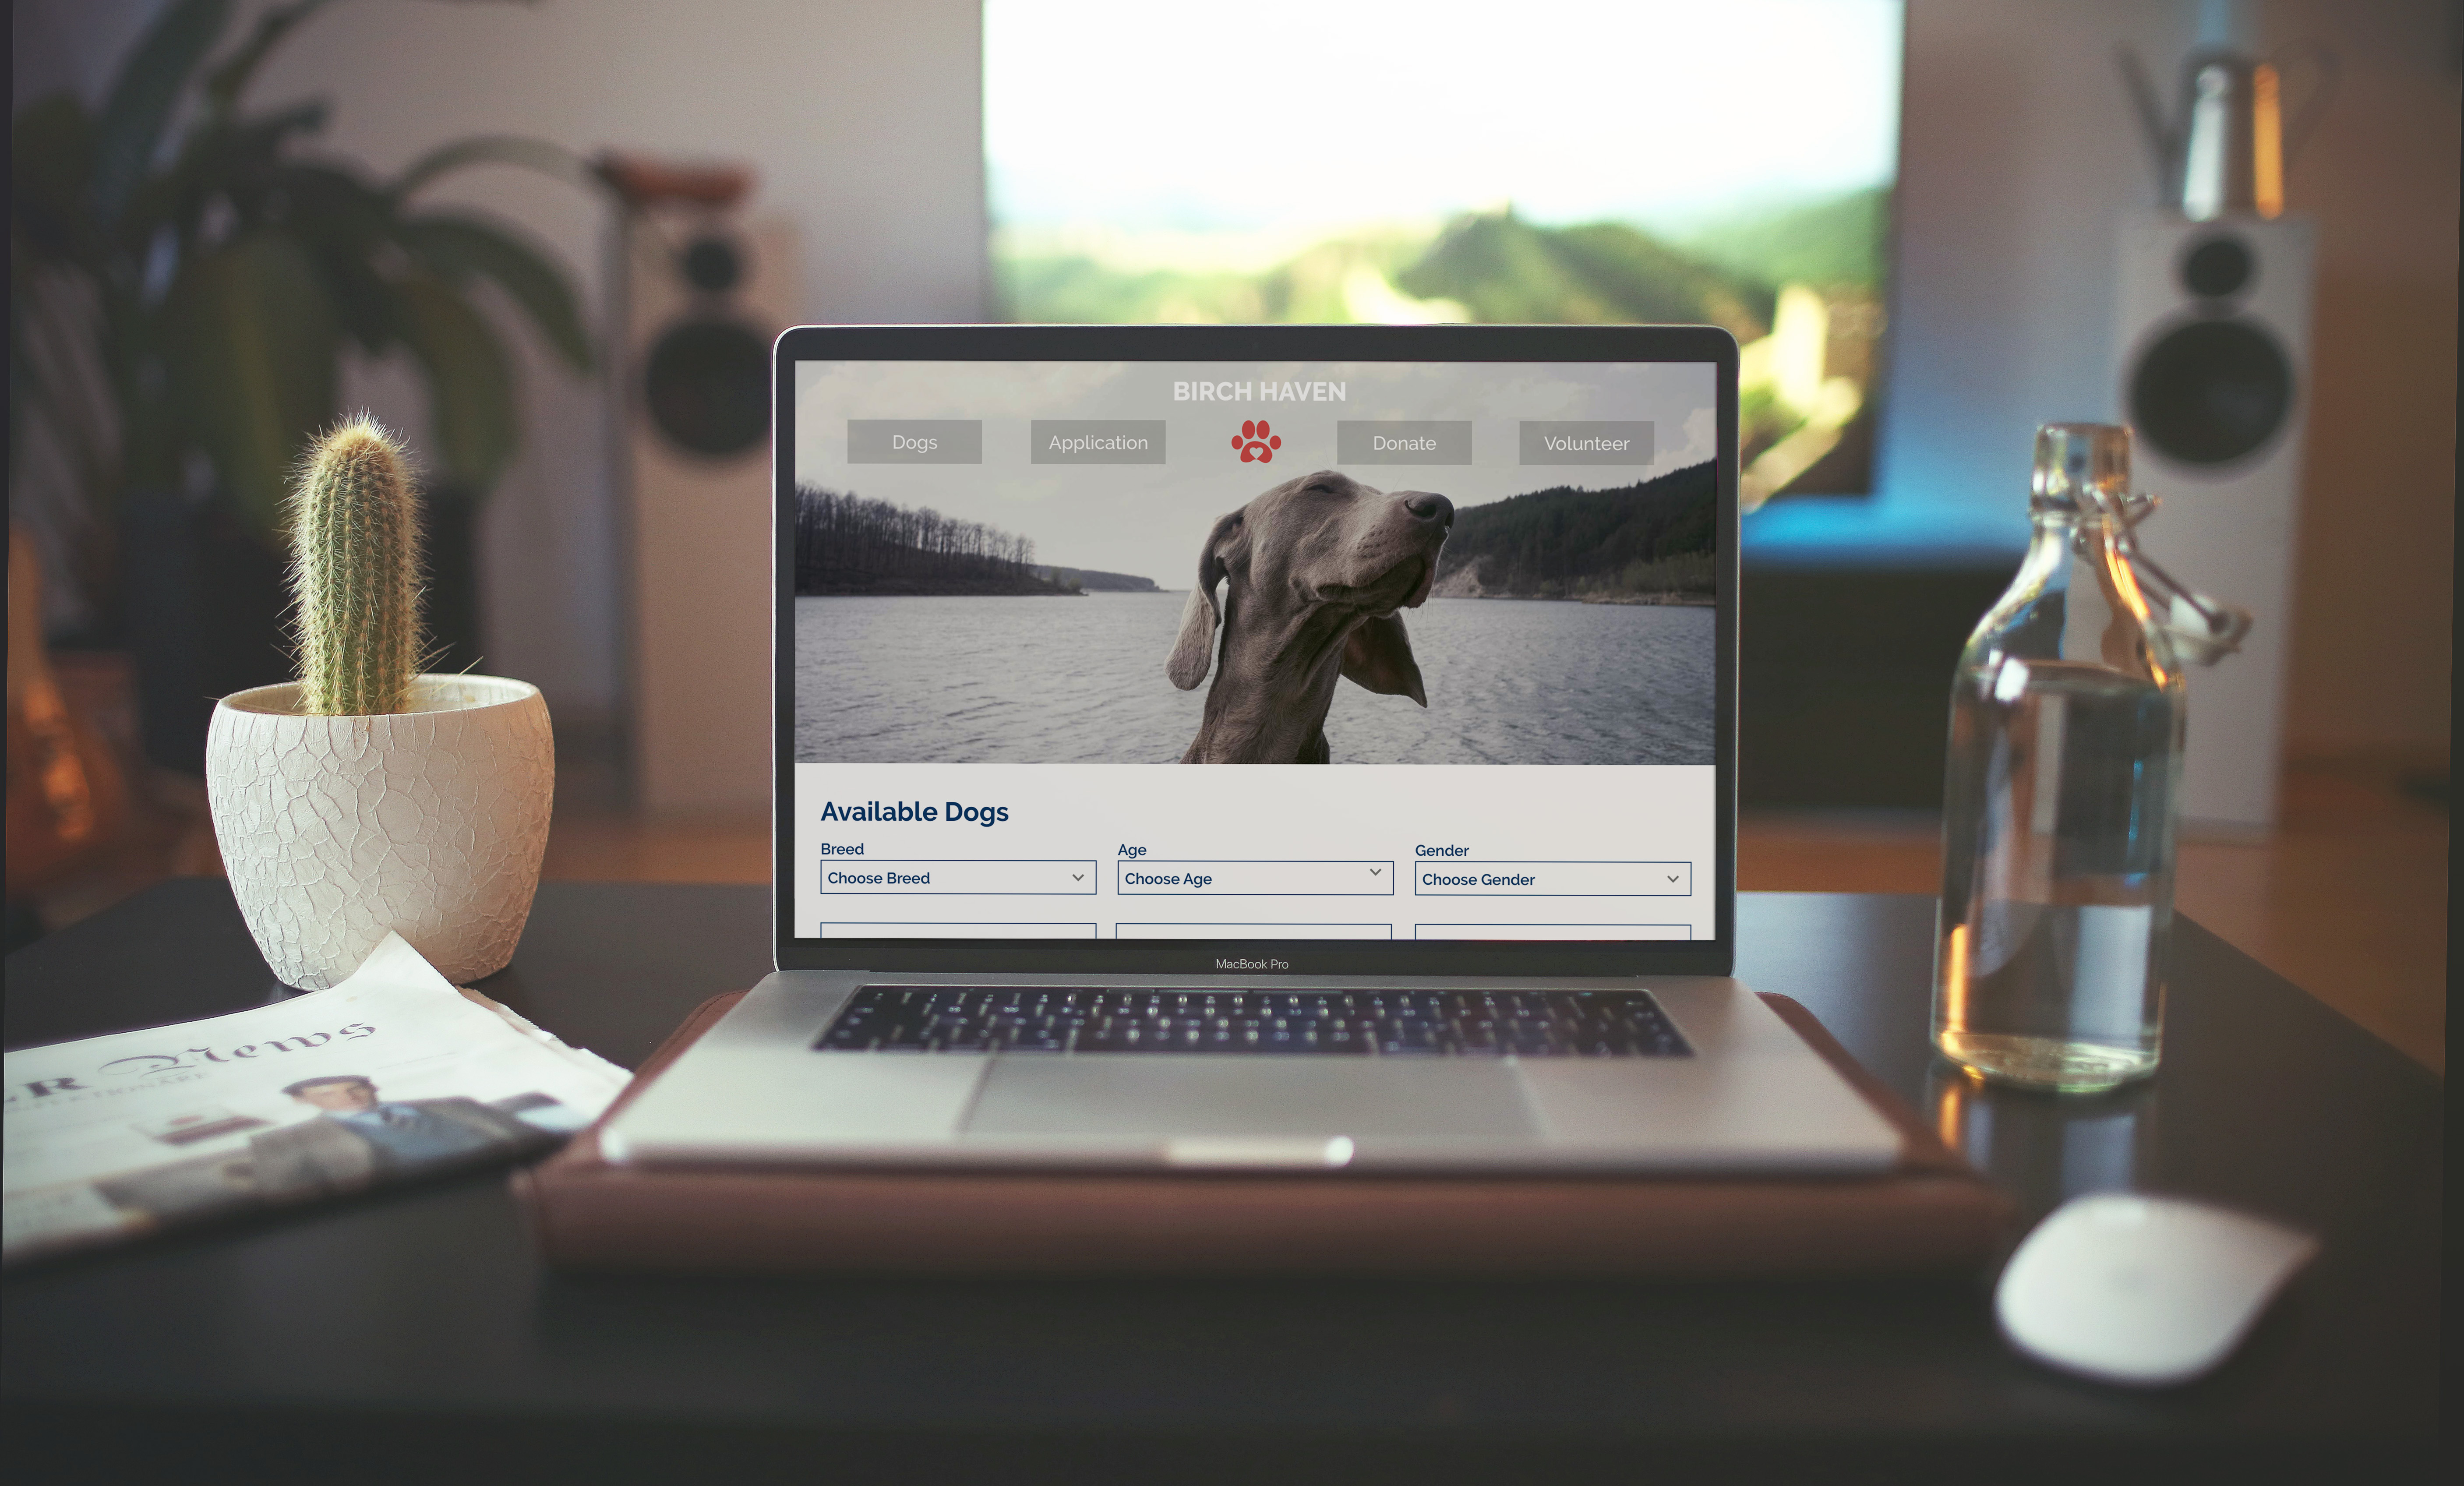 BIRCH HAVEN
Dogs Application Donate Volunteer
Available Dogs
Breed Age Gender
Choose Breed Choose Age Choose Gender
MacBook Pro
News